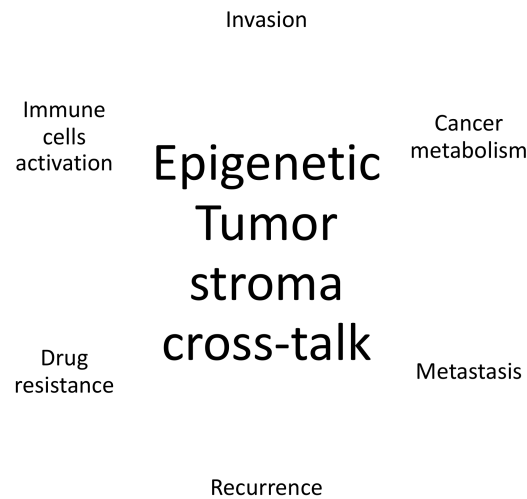 Invasion
Immune
cells
activation
Cancer
metabolism
Epigenetic
Tumor
stroma
cross-talk
Drug
resistance
Metastasis
Recurrence